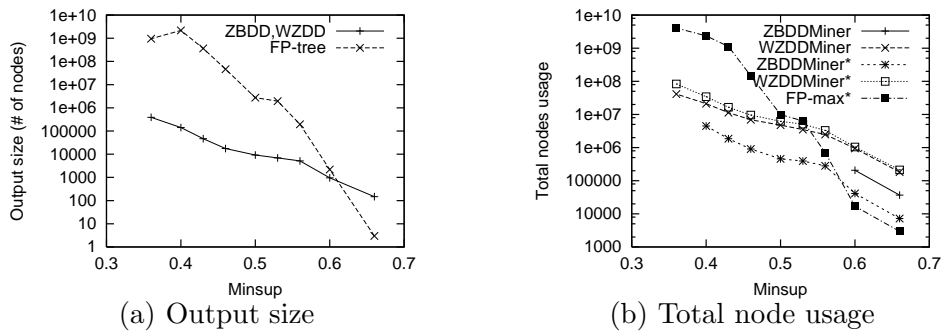 Output size (# of nodes)
1e+10
1e+09
1e+08
1e+07
1e+06
100000
10000
1000
100
10
1
0.3 0.4 0.5 0.6 0.7
Minsup
ZBDD,WZDD
FP-tree
(a) Output size
Total nodes usage
1e+10
1e+09
1e+08
1e+07
1e+06
100000
10000
1000
0.3 0.4 0.5 0.6 0.7
Minsup
ZBDDMiner
WZDDMiner
ZBDDMiner*
WZDDMiner*
FP-max*
(b) Total node usage